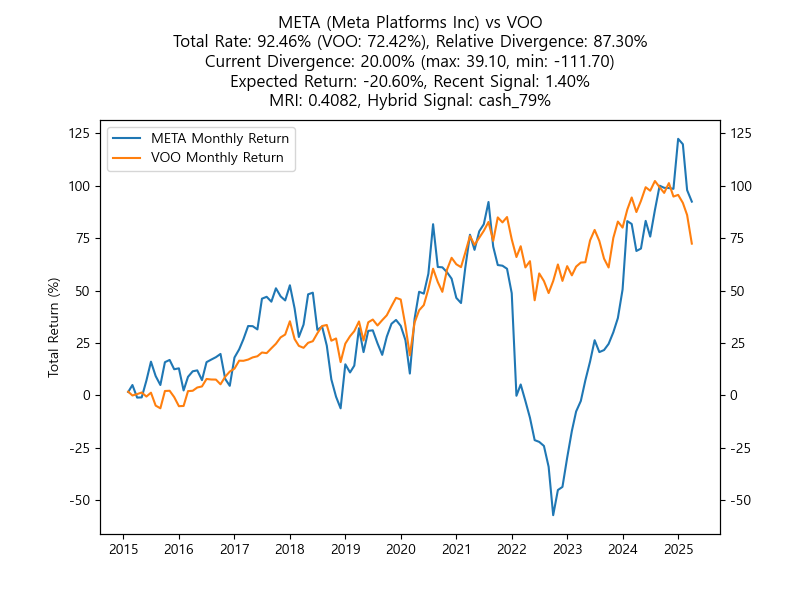 META (Meta Platforms Inc) vs VOO
Total Rate: 92.46% (VOO: 72.42%), Relative Divergence: 87.30%
Current Divergence: 20.00% (max: 39.10, min: -111.70)
Expected Return: -20.60%, Recent Signal: 1.40%
MRI: 0.4082, Hybrid Signal: cash_79%
META Monthly Return
VOO Monthly Return
Total Return (%)
125
100
75
50
25
0
-25
-50
125
100
75
50
25
0
-25
-50
2015 2016 2017 2018 2019 2020 2021 2022 2023 2024 2025